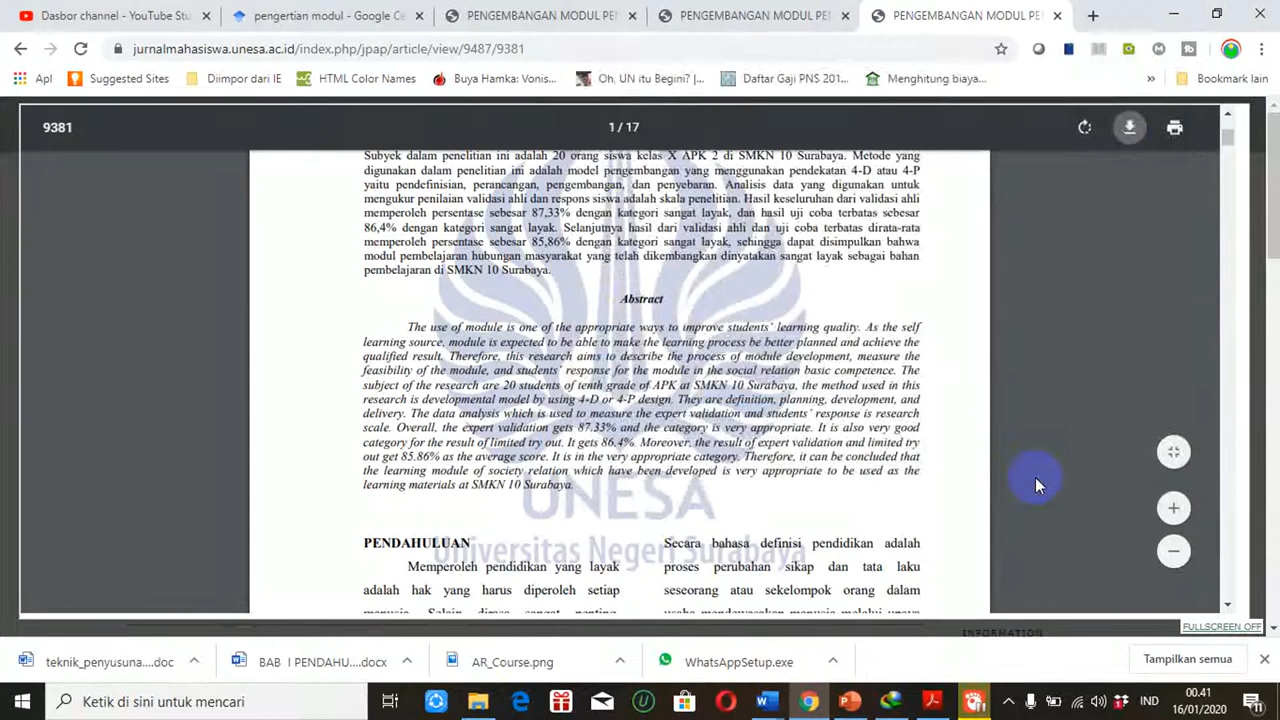 Dasbor channel - YouTube Stu
pengertian modul - Google Ce
PENGEMBANGAN MODUL PE
PENGEMBANGAN MODUL PE
PENGEMBANGAN MODUL PE
jurnalmahasiswa.unesa.ac.id/index.php/jpap/article/view/9487/9381
Apl
Suggested Sites
Diimpor dari IE
HTML Color Names
Buya Hamka: Vonis...
Oh. UN itu Begini? |...
Daftar Gaji PNS 201...
Menghitung biaya...
»
Bookmark lain
9381
1 / 17
Subyek dalam penelitian ini adalah 20 orang siswa kelas X APK 2 di SMKN 10 Surabaya. Metode yang
digunakan dalam penelitian ini adalah model pengembangan yang menggunakan pendekatan 4-D atau 4-P
yaitu pendefinisian, perancangan, pengembangan, dan penyebaran. Analisis data yang digunakan untuk
mengukur penilaian validasi ahli dan respons siswa adalah skala penelitian. Hasil keseluruhan dari validasi ahli
memperoleh persentase sebesar 87,33% dengan kategori sangat layak, dan hasil uji coba terbatas sebesar
86,4% dengan kategori sangat layak. Selanjutnya hasil dari validasi ahli dan uji coba terbatas dirata-rata
memperoleh persentase sebesar 85,86% dengan kategori sangat layak, sehingga dapat disimpulkan bahwa
modul pembelajaran hubungan masyarakat yang telah dikembangkan dinyatakan sangat layak sebagai bahan
pembelajaran di SMKN 10 Surabaya.
Abstract
The use of module is one of the appropriate ways to improve students' learning quality. As the self
learning source, module is expected to be able to make the learning process be better planned and achieve the
qualified result. Therefore, this research aims to describe the process of module development, measure the
feasibility of the module, and students' response for the module in the social relation basic competence. The
subject of the research are 20 students of tenth grade of APK at SMKN 10 Surabaya, the method used in this
research is developmental model by using 4-D or 4-P design. They are definition, planning, development, and
delivery. The data analysis which is used to measure the expert validation and students' response is research
scale. Overall, the expert validation gets 87.33% and the category is very appropriate. It is also very good
category for the result of limited try out. It gets 86.4%. Moreover, the result of expert validation and limited try
out get 85.86% as the average score. It is in the very appropriate category. Therefore, it can be concluded that
the learning module of society relation which have been developed is very appropriate to be used as the
learning materials at SMKN 10 Surabaya.
UNESA
Universitas Negeri Surabaya
PENDAHULUAN
Memperoleh pendidikan yang layak
adalah hak yang harus diperoleh setiap
manusia. Selain dirasa sangat penting
Secara bahasa definisi pendidikan adalah
proses perubahan sikap dan tata laku
seseorang atau sekelompok orang dalam
usaha mendewasakan manusia melalui upaya
INFORMATION
FULLSCREEN OFF
teknik_penyusuna....doc
BAB I PENDAHU....docx
AR_Course.png
WhatsAppSetup.exe
Tampilkan semua
Ketik di sini untuk mencari
IND
00.41
16/01/2020
11